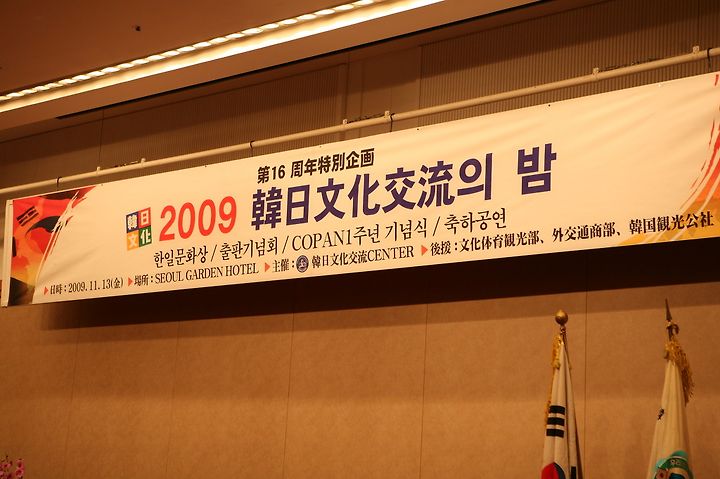 第16 周年特別企画
韓日文化 2009 韓日文化交流의 밤
한일문화상 / 출판기념회 / COPAN1주년 기념식 / 축하공연
▶日時 : 2009. 11. 13(金) ▶場所 : SEOUL GARDEN HOTEL ▶主催 : 韓日文化交流CENTER ▶後援 : 文化体育観光部、外交通商部、韓国観光公社